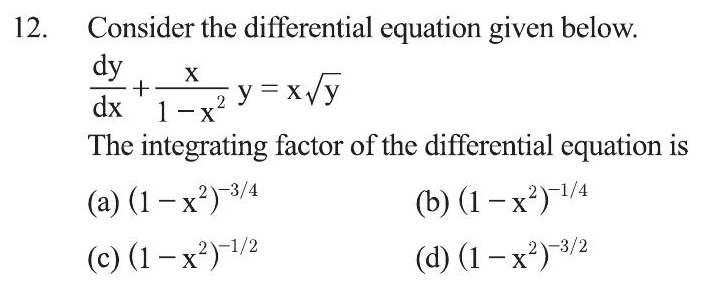 12. Consider the differential equation given below.
dy/dx + x/(1 − x²) y = x√y
The integrating factor of the differential equation is
(a) (1 − x²)^−3/4 (b) (1 − x²)^−1/4
(c) (1 − x²)^−1/2 (d) (1 − x²)^−3/2